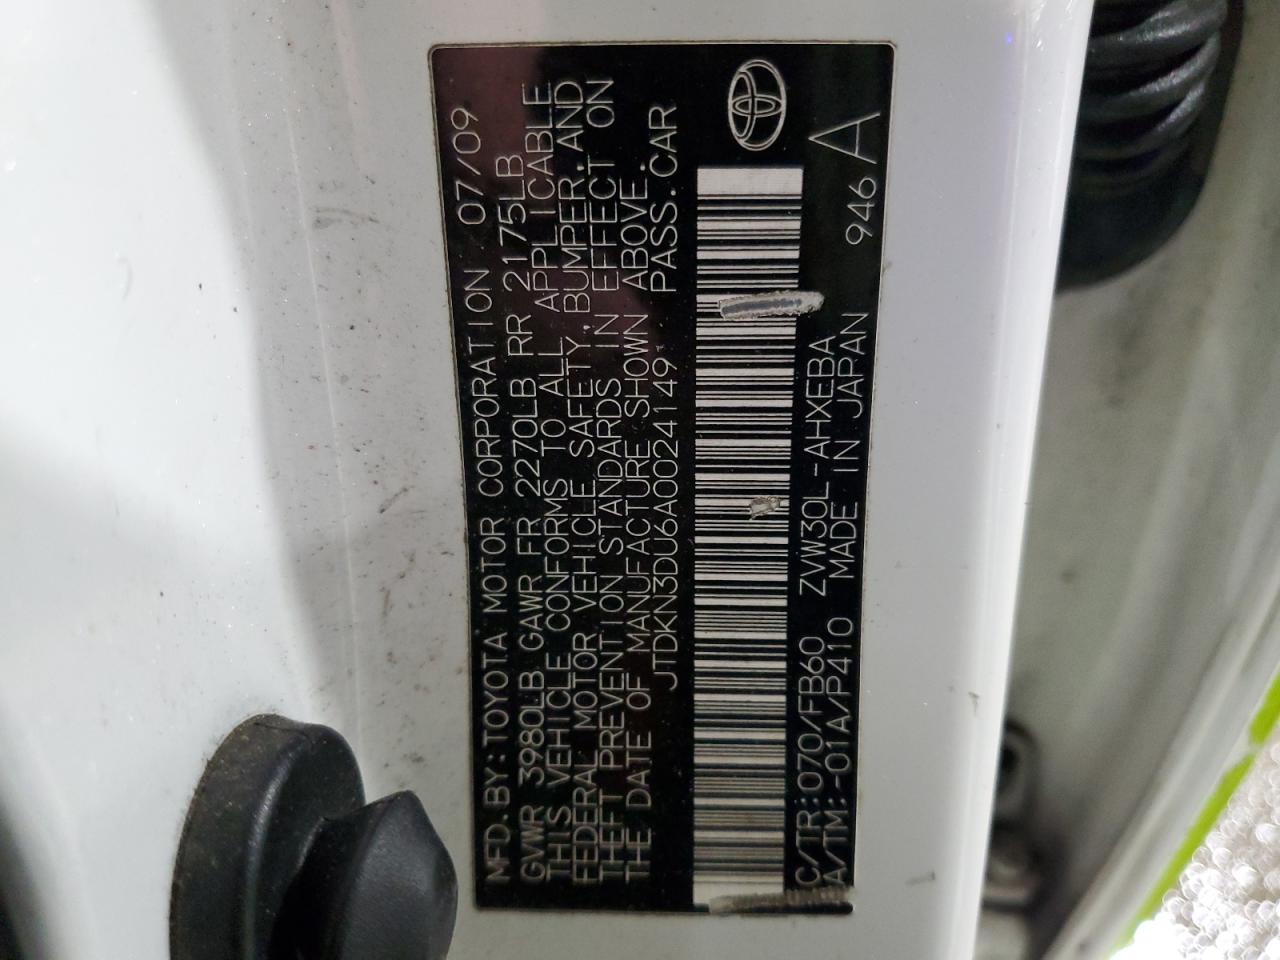 MFD.BY:TOYOTA MOTOR CORPORATION 07/09
GVWR 3980LB GAWR FR 2270LB RR 2175LB
THIS VEHICLE CONFORMS TO ALL APPLICABLE
FEDERAL MOTOR VEHICLE SAFETY, BUMPER, AND
THEFT PREVENTION STANDARDS IN EFFECT ON
THE DATE OF MANUFACTURE SHOWN ABOVE.
JTDKN3DU6A0024149 PASS.CAR
C/TR:070/FB60 ZVW30L-AHXEBA 946 A
A/TM:-01A/P410 MADE IN JAPAN